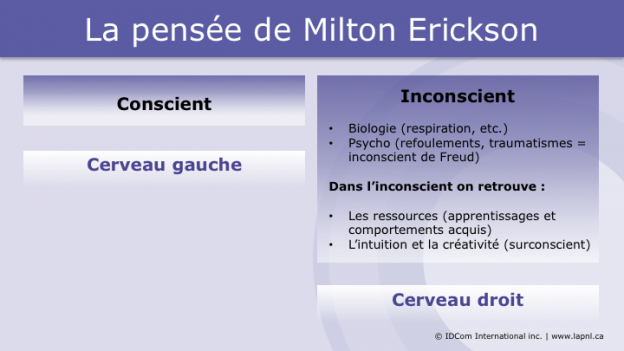 La pensée de Milton Erickson
Conscient
Cerveau gauche
Inconscient
• Biologie (respiration, etc.)
• Psycho (refoulements, traumatismes =
inconscient de Freud)
Dans l’inconscient on retrouve :
• Les ressources (apprentissages et
comportements acquis)
• L’intuition et la créativité (surconscient)
Cerveau droit
© IDCom International inc. | www.lapnl.ca